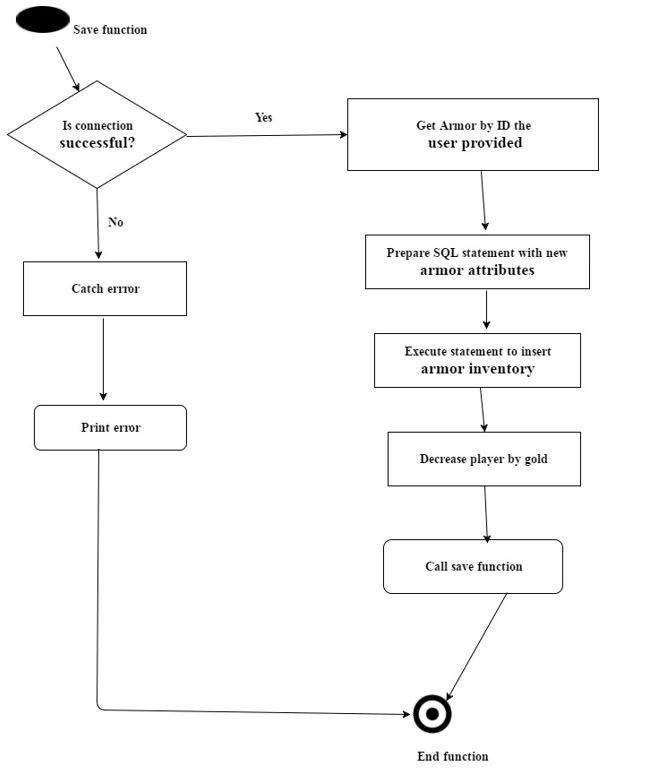 Save function
Is connection
successful?
Yes
Get Armor by ID the
user provided
No
Prepare SQL statement with new
armor attributes
Catch error
Execute statement to insert
armor inventory
Print error
Decrease player by gold
Call save function
End function